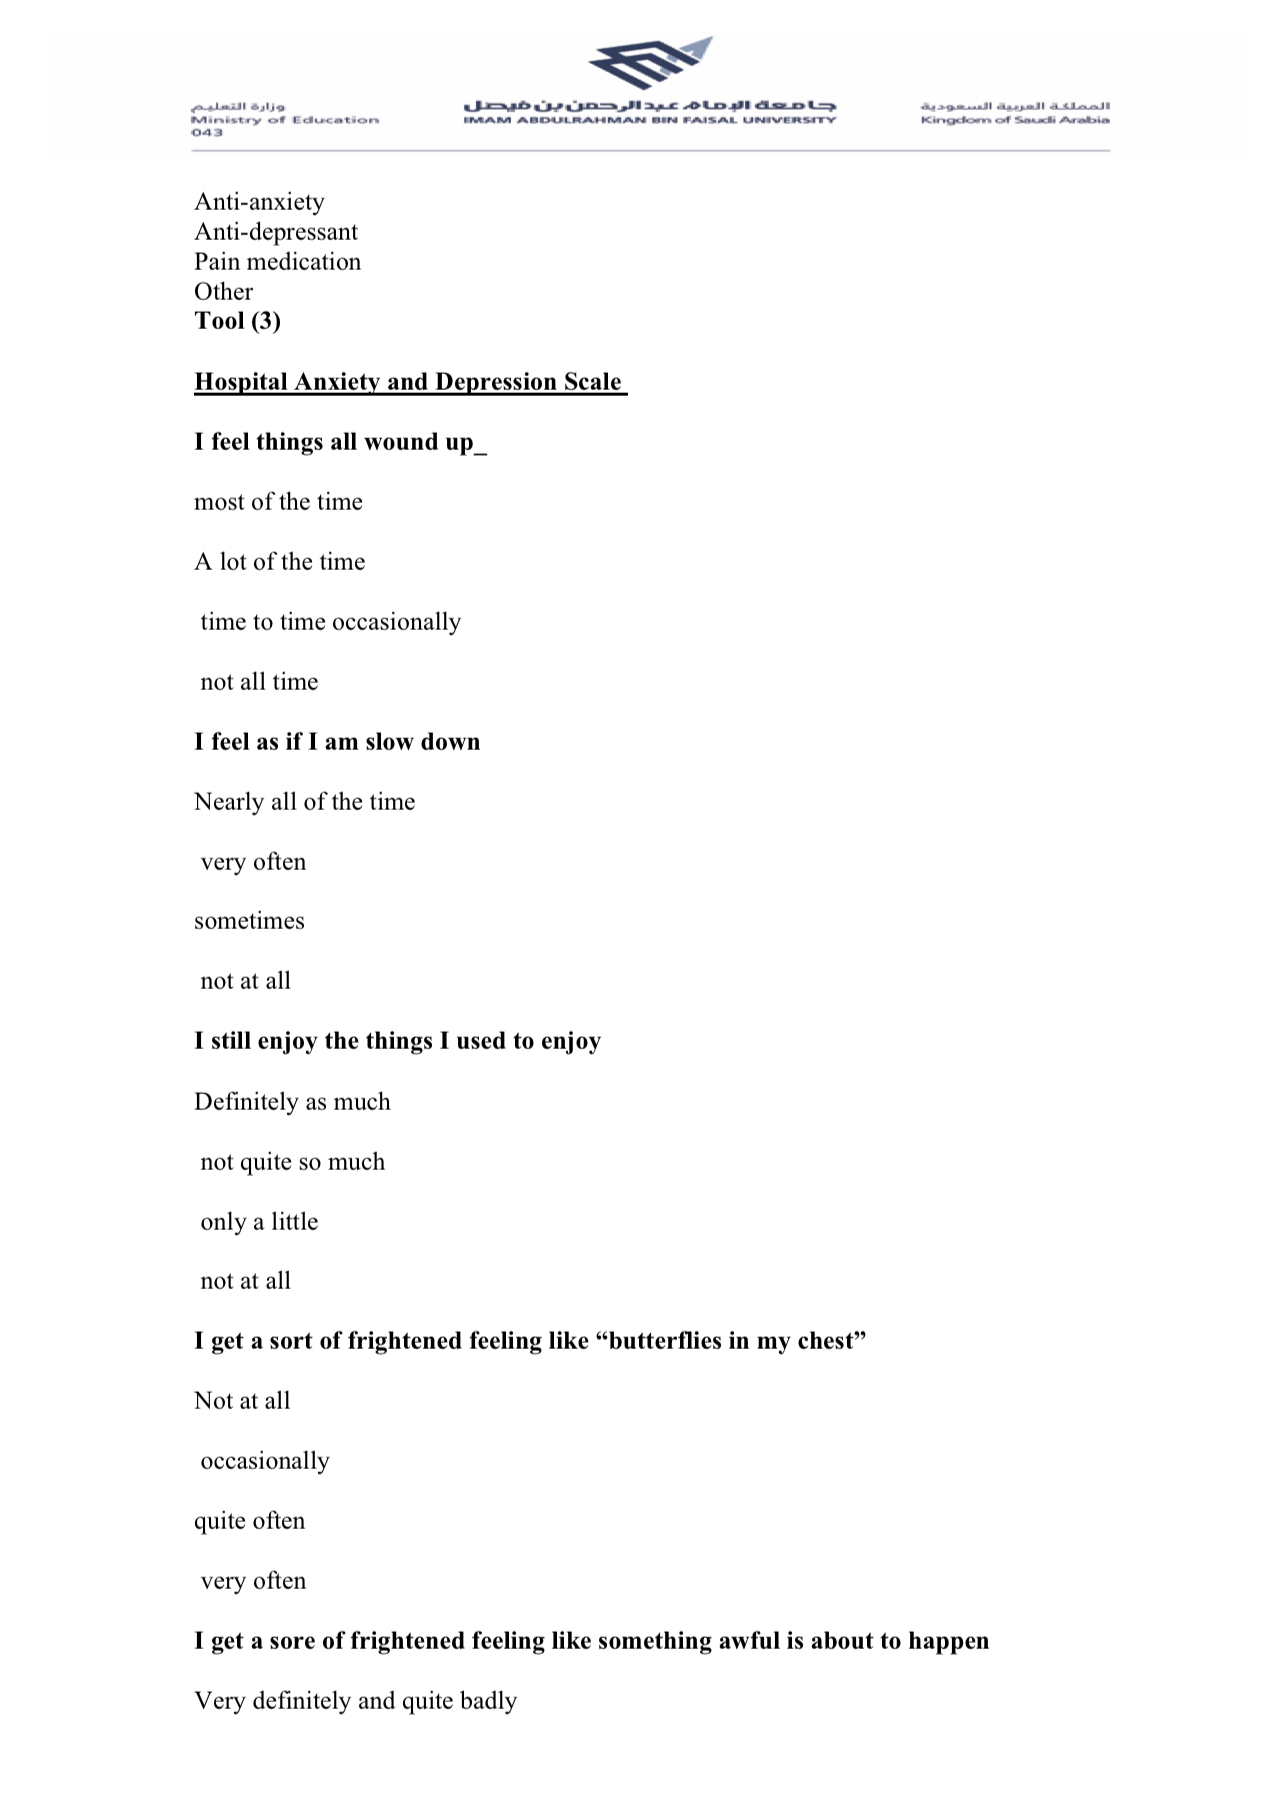 وزارة التعليم
Ministry of Education
043
جامعة الإمام عبدالرحمن بن فيصل
IMAM ABDULRAHMAN BIN FAISAL UNIVERSITY
المملكة العربية السعودية
Kingdom of Saudi Arabia
Anti-anxiety
Anti-depressant
Pain medication
Other
Tool (3)
Hospital Anxiety and Depression Scale
I feel things all wound up_
most of the time
A lot of the time
time to time occasionally
not all time
I feel as if I am slow down
Nearly all of the time
very often
sometimes
not at all
I still enjoy the things I used to enjoy
Definitely as much
not quite so much
only a little
not at all
I get a sort of frightened feeling like “butterflies in my chest”
Not at all
occasionally
quite often
very often
I get a sore of frightened feeling like something awful is about to happen
Very definitely and quite badly